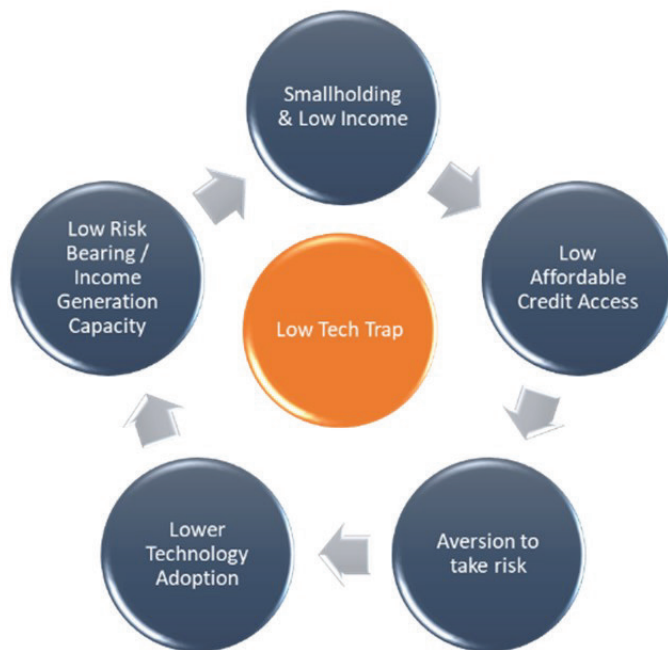 Smallholding
& Low Income
Low
Affordable
Credit Access
Aversion to
take risk
Lower
Technology
Adoption
Low Risk
Bearing /
Income
Generation
Capacity
Low Tech Trap